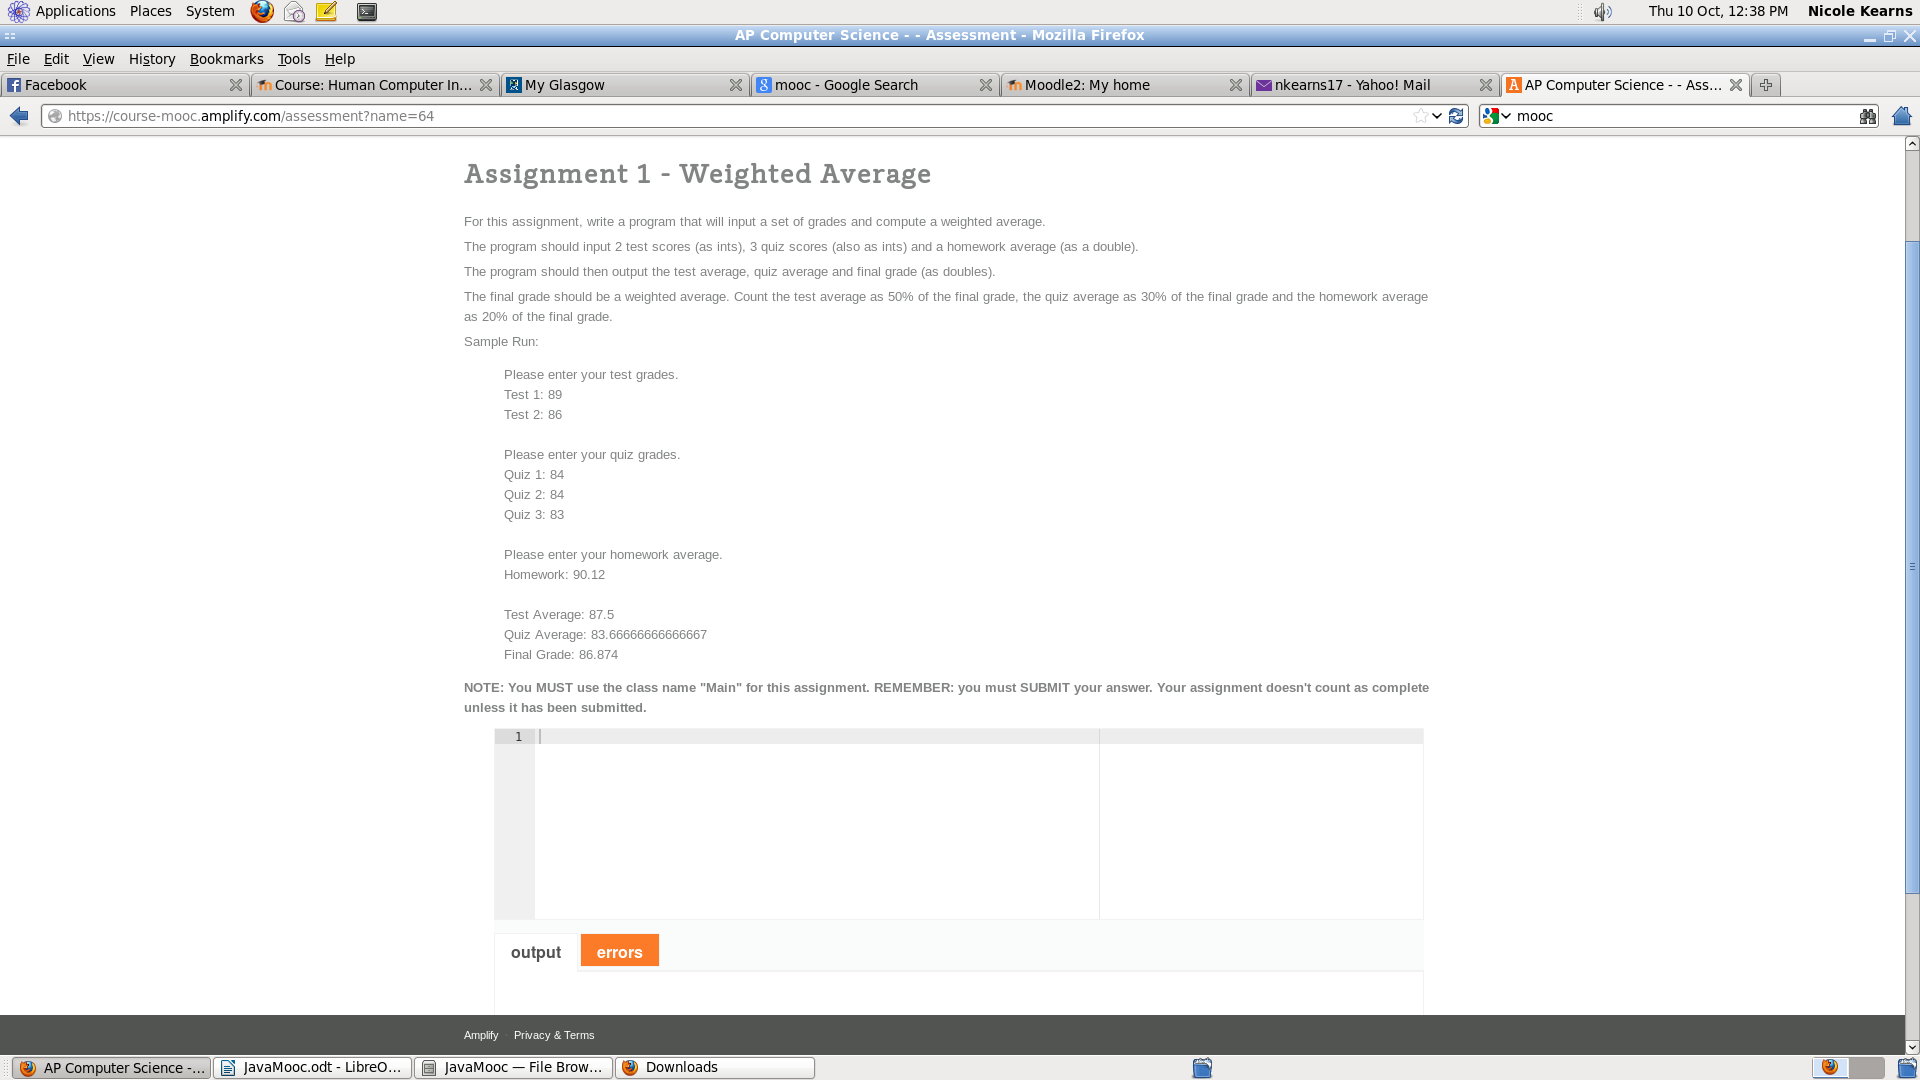 Applications Places System Thu 10 Oct, 12:38 PM Nicole Kearns
AP Computer Science - - Assessment - Mozilla Firefox
File Edit View History Bookmarks Tools Help
Facebook Course: Human Computer In... My Glasgow mooc - Google Search Moodle2: My home nkearns17 - Yahoo! Mail AP Computer Science - - Ass...
https://course-mooc.amplify.com/assessment?name=64 mooc
Assignment 1 - Weighted Average
For this assignment, write a program that will input a set of grades and compute a weighted average.
The program should input 2 test scores (as ints), 3 quiz scores (also as ints) and a homework average (as a double).
The program should then output the test average, quiz average and final grade (as doubles).
The final grade should be a weighted average. Count the test average as 50% of the final grade, the quiz average as 30% of the final grade and the homework average
as 20% of the final grade.
Sample Run:
Please enter your test grades.
Test 1: 89
Test 2: 86
Please enter your quiz grades.
Quiz 1: 84
Quiz 2: 84
Quiz 3: 83
Please enter your homework average.
Homework: 90.12
Test Average: 87.5
Quiz Average: 83.66666666666667
Final Grade: 86.874
NOTE: You MUST use the class name "Main" for this assignment. REMEMBER: you must SUBMIT your answer. Your assignment doesn't count as complete
unless it has been submitted.
1
output errors
Amplify Privacy & Terms
AP Computer Science -... JavaMooc.odt - LibreO... JavaMooc — File Brow... Downloads